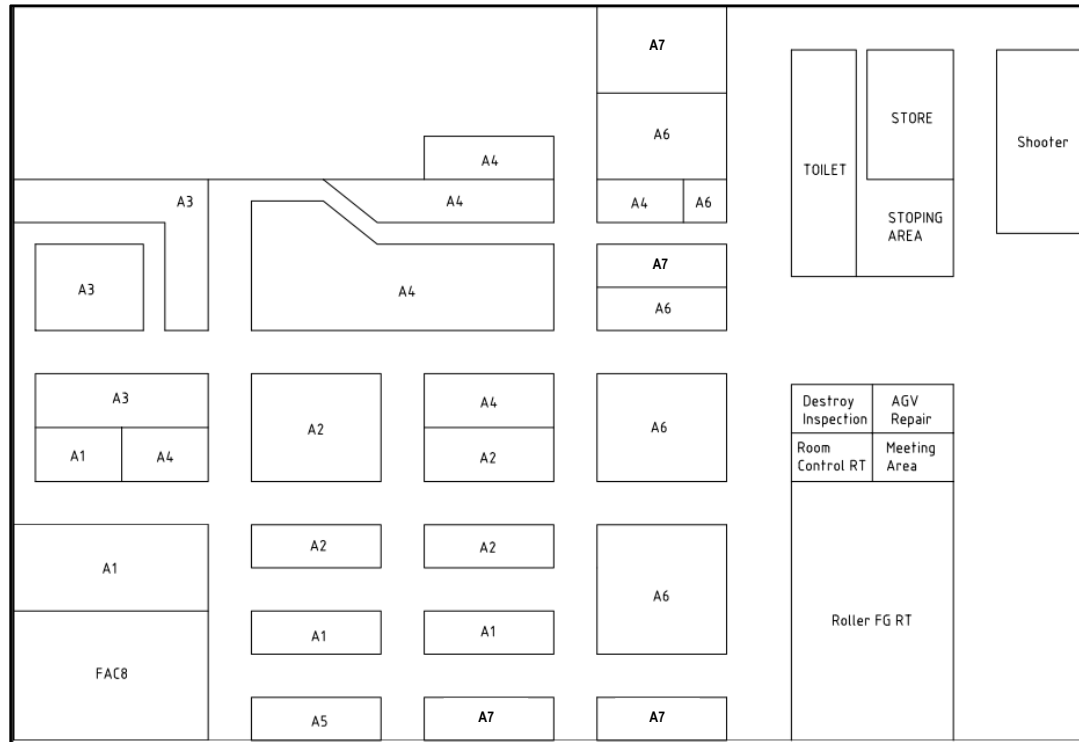 A7
A6
STORE
Shooter
A4
TOILET
A3
A4
A4
A6
STOPING
AREA
A7
A3
A4
A6
A3
A4
Destroy
Inspection
AGV
Repair
A2
A6
A1
A4
A2
Room
Control RT
Meeting
Area
A2
A2
A1
A6
Roller FG RT
A1
A1
FAC8
A5
A7
A7